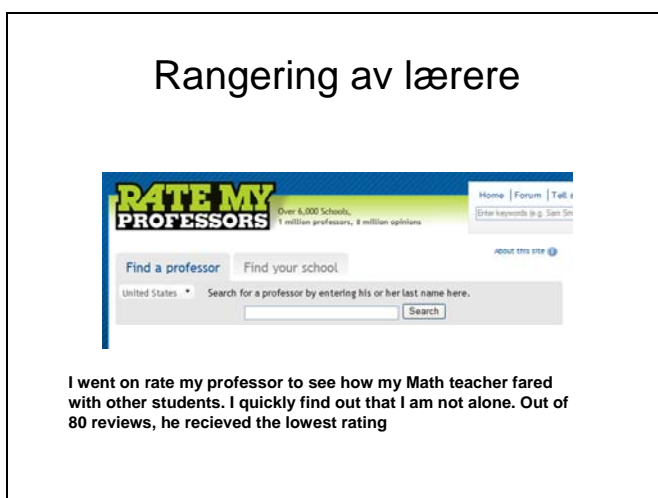 Rangering av lærere
RATE MY
PROFESSORS
Over 6,000 Schools,
1 million professors, 8 million opinions
Home | Forum | Tell
Enter keywords (e.g. Sam
About this site
Find a professor
Find your school
United States
Search for a professor by entering his or her last name here.
Search
I went on rate my professor to see how my Math teacher fared
with other students. I quickly find out that I am not alone. Out of
80 reviews, he recieved the lowest rating